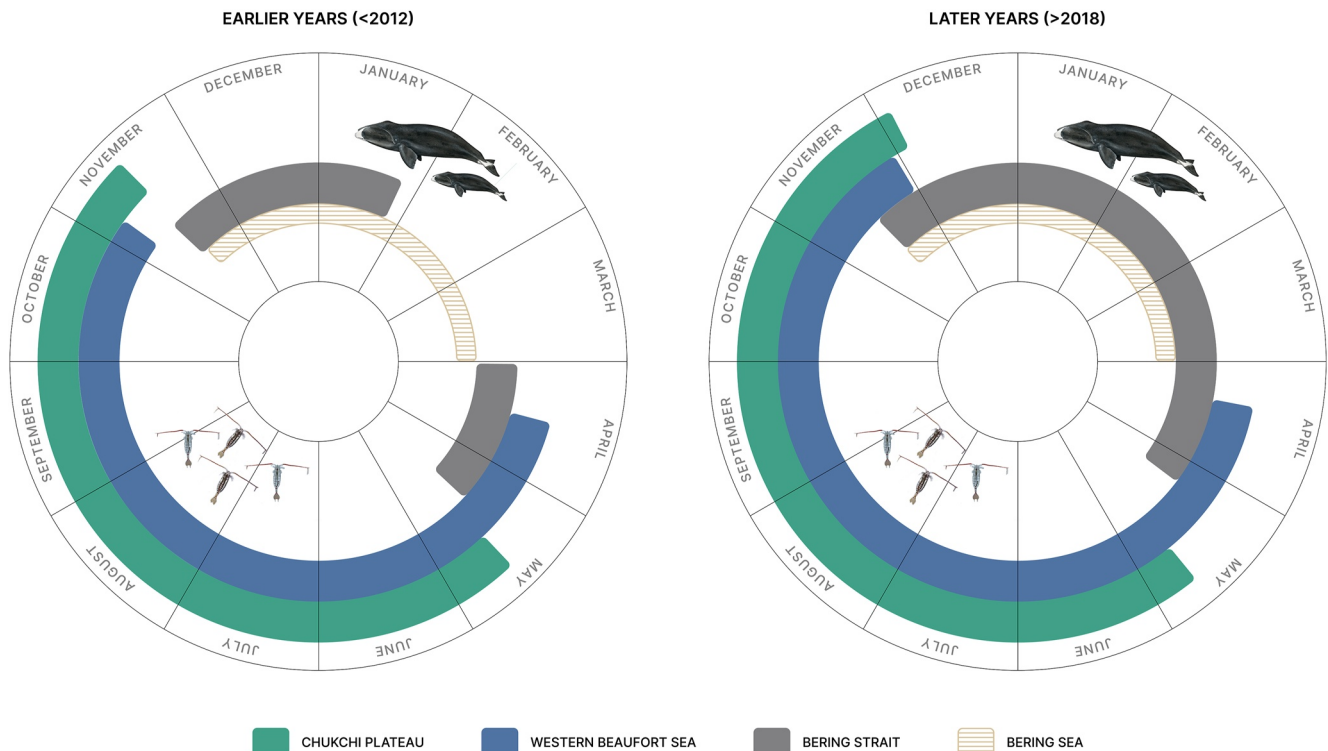 EARLIER YEARS (<2012)
JANUARY
FEBRUARY
MARCH
APRIL
MAY
JUNE
JULY
AUGUST
SEPTEMBER
OCTOBER
NOVEMBER
DECEMBER
LATER YEARS (>2018)
JANUARY
FEBRUARY
MARCH
APRIL
MAY
JUNE
JULY
AUGUST
SEPTEMBER
OCTOBER
NOVEMBER
DECEMBER
CHUKCHI PLATEAU
WESTERN BEAUFORT SEA
BERING STRAIT
BERING SEA